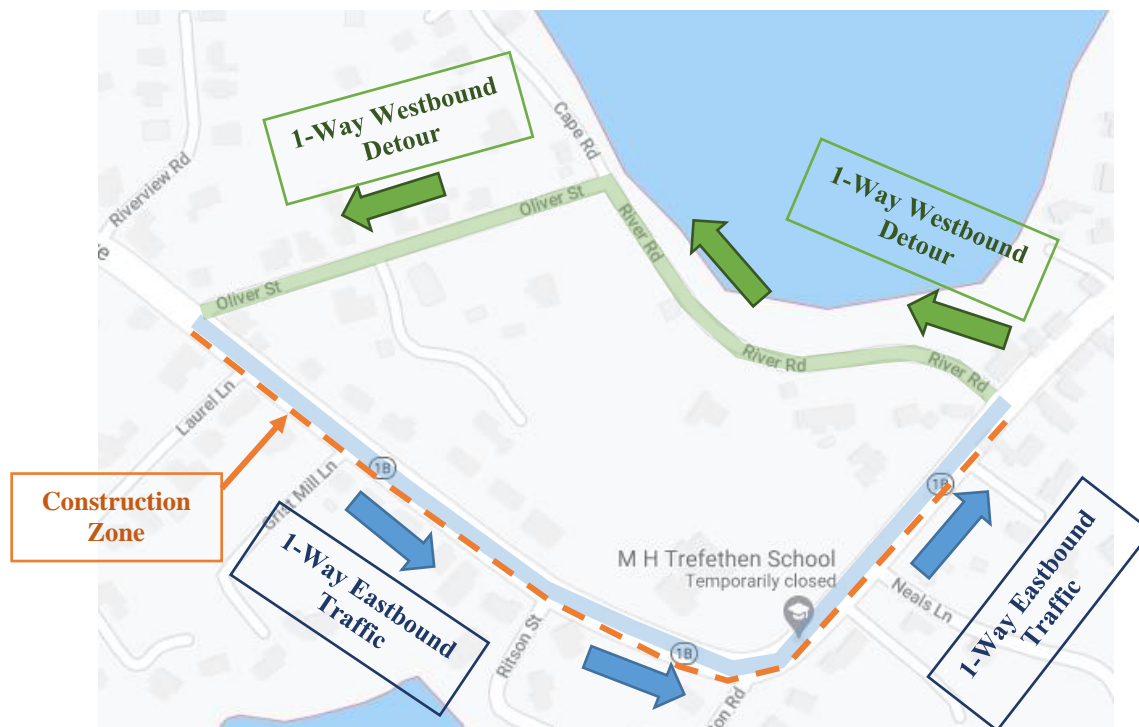 1-Way Westbound
Detour
Cape Rd
Riverview Rd
1-Way Westbound
Detour
Oliver St
River Rd
Oliver St
River Rd
River Rd
Laurel Ln
1B
Grist Mill Ln
1B
Construction
Zone
M H Trefethen School
Temporarily closed
1-Way Eastbound
Traffic
Neals Ln
1-Way Eastbound
Traffic
Ritson St
1B
Rd